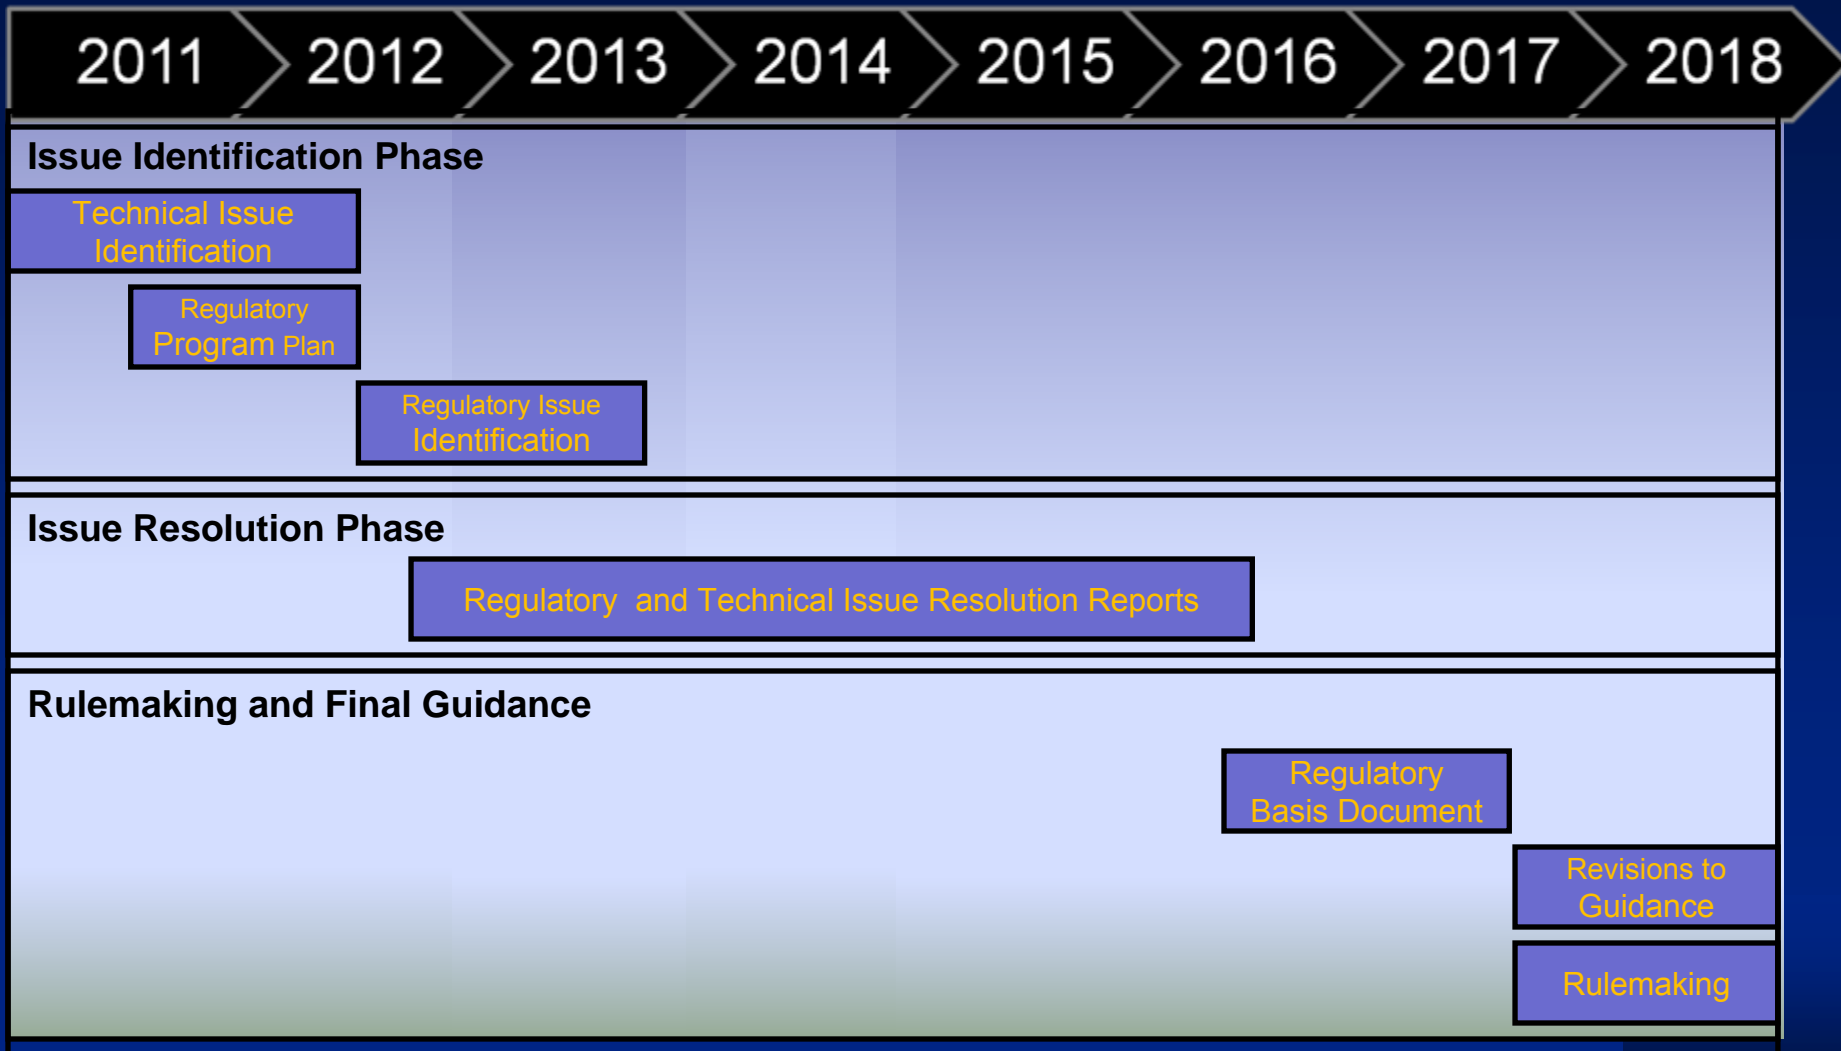 2011 2012 2013 2014 2015 2016 2017 2018
Issue Identification Phase
Technical Issue
Identification
Regulatory
Program Plan
Regulatory Issue
Identification
Issue Resolution Phase
Regulatory and Technical Issue Resolution Reports
Rulemaking and Final Guidance
Regulatory
Basis Document
Revisions to
Guidance
Rulemaking